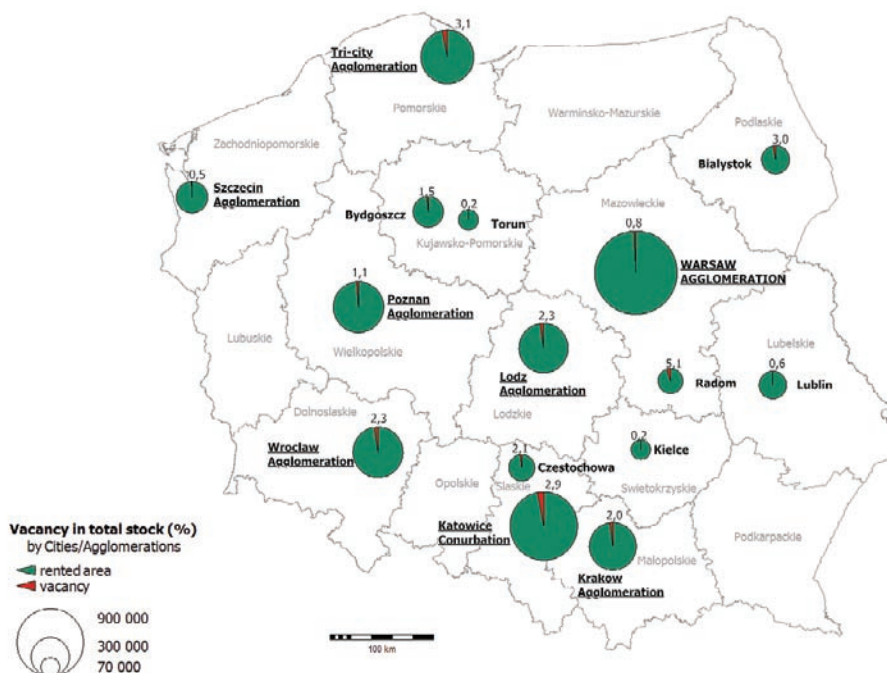 3,1
Tri-city
Agglomeration
Pomorskie
Warminsko-Mazurskie
Podlaskie
3,0
Bialystok
Zachodniopomorskie
0,5
Szczecin
Agglomeration
1,5
Bydgoszcz
0,2
Torun
Kujawsko-Pomorskie
Mazowieckie
0,8
WARSAW
AGGLOMERATION
1,1
Poznan
Agglomeration
Wielkopolskie
Lubuskie
2,3
Lodz
Agglomeration
Lodzkie
5,1
Radom
Lubelskie
0,6
Lublin
Dolnoslaskie
2,3
Wroclaw
Agglomeration
Opolskie
2,1
Czestochowa
Slaskie
0,2
Kielce
Swietokrzyskie
2,9
Katowice
Conurbation
2,0
Krakow
Agglomeration
Malopolskie
Podkarpackie
Vacancy in total stock (%)
by Cities/Agglomerations
rented area
vacancy
900 000
300 000
70 000
100 km